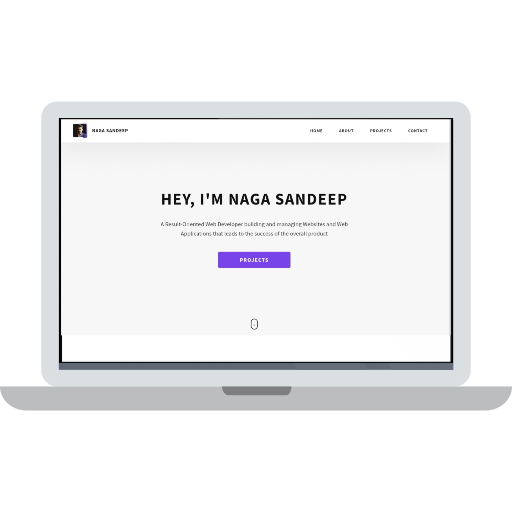 NAGA SANDEEP
HOME ABOUT PROJECTS CONTACT
HEY, I'M NAGA SANDEEP
A Result-Oriented Web Developer building and managing Websites and Web
Applications that leads to the success of the overall product
PROJECTS